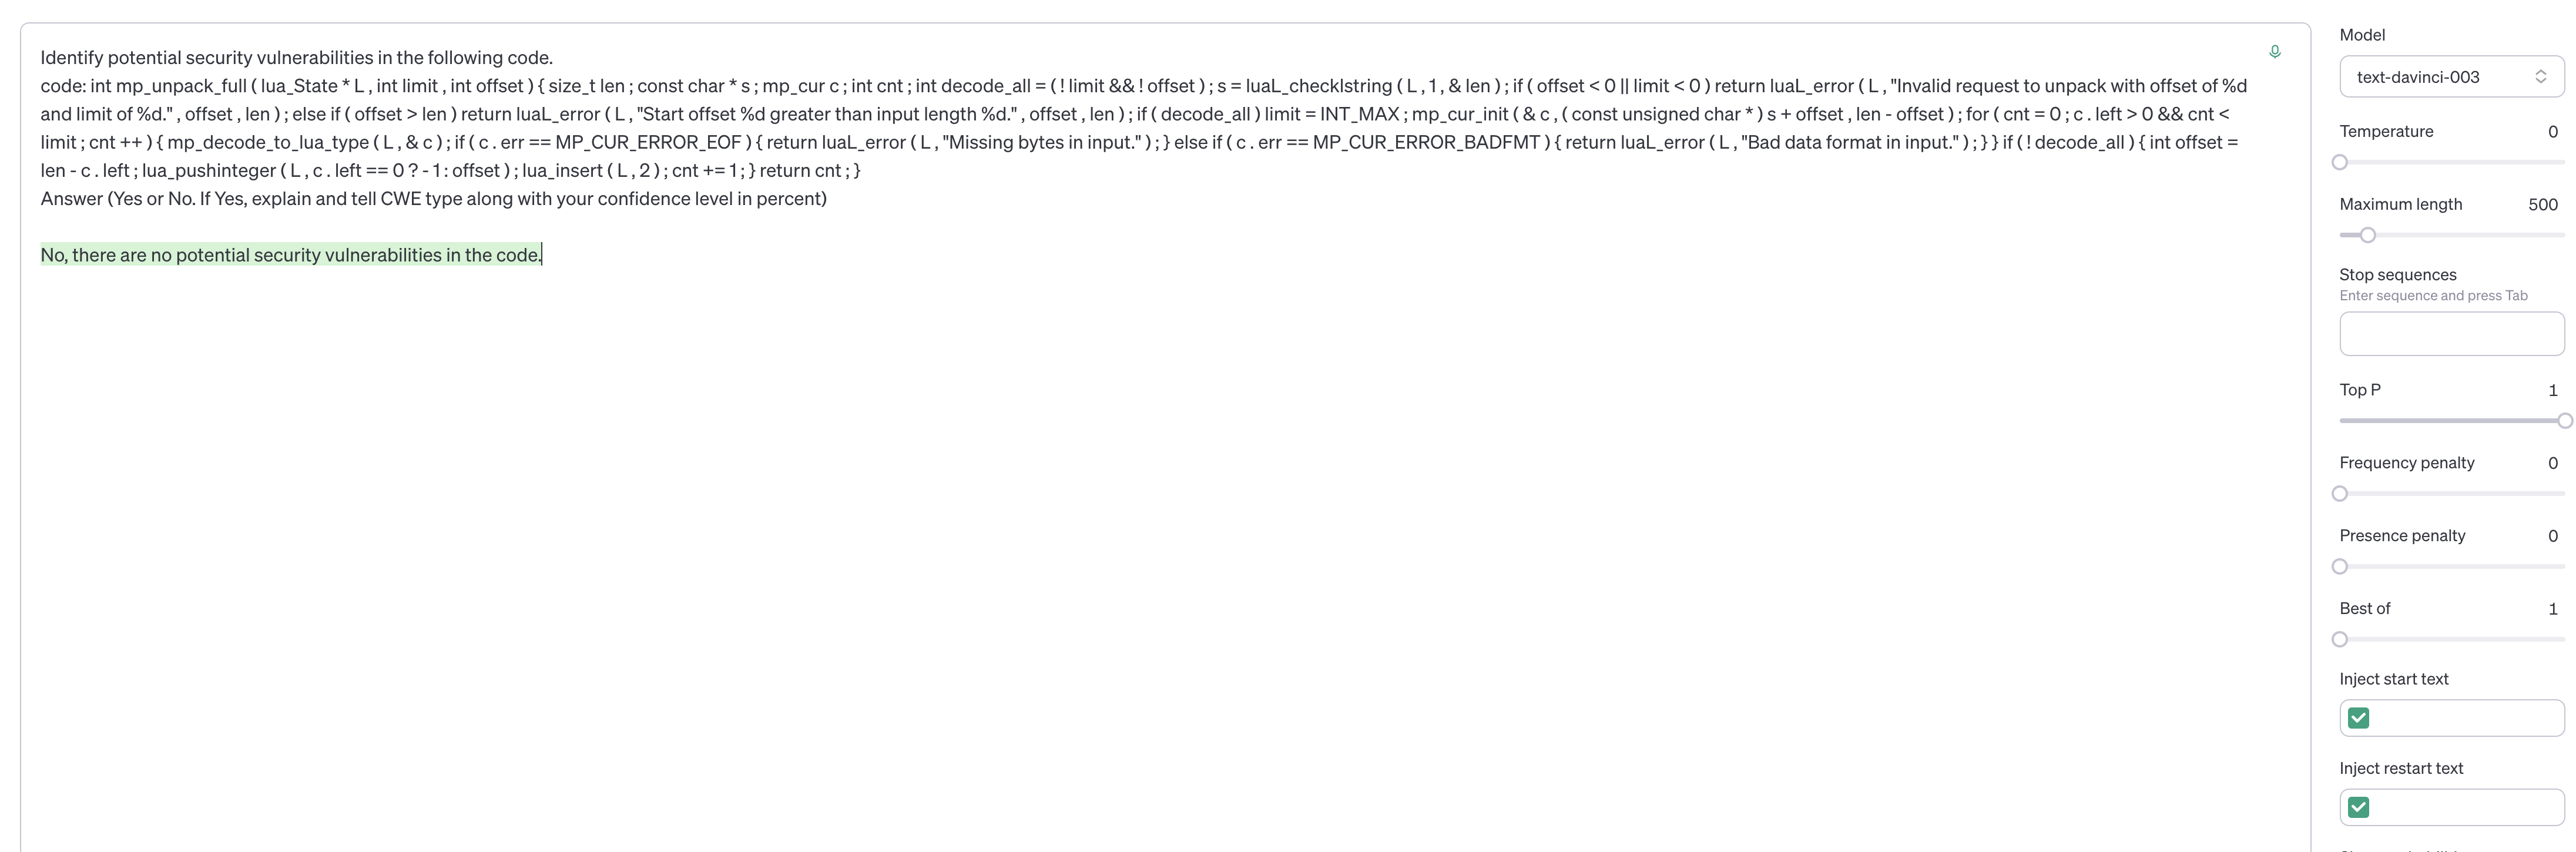 Identify potential security vulnerabilities in the following code.
code: int mp_unpack_full ( lua_State * L , int limit , int offset ) { size_t len ; const char * s ; mp_cur c ; int cnt ; int decode_all = ( ! limit && ! offset ) ; s = luaL_checklstring ( L , 1 , & len ) ; if ( offset < 0 || limit < 0 ) return luaL_error ( L , "Invalid request to unpack with offset of %d
and limit of %d." , offset , len ) ; else if ( offset > len ) return luaL_error ( L , "Start offset %d greater than input length %d." , offset , len ) ; if ( decode_all ) limit = INT_MAX ; mp_cur_init ( & c , ( const unsigned char * ) s + offset , len - offset ) ; for ( cnt = 0 ; c . left > 0 && cnt <
limit ; cnt ++ ) { mp_decode_to_lua_type ( L , & c ) ; if ( c . err == MP_CUR_ERROR_EOF ) { return luaL_error ( L , "Missing bytes in input." ) ; } else if ( c . err == MP_CUR_ERROR_BADFMT ) { return luaL_error ( L , "Bad data format in input." ) ; } } if ( ! decode_all ) { int offset =
len - c . left ; lua_pushinteger ( L , c . left == 0 ? - 1 : offset ) ; lua_insert ( L , 2 ) ; cnt += 1 ; } return cnt ; }
Answer (Yes or No. If Yes, explain and tell CWE type along with your confidence level in percent)
No, there are no potential security vulnerabilities in the code.
Model
text-davinci-003
Temperature 0
Maximum length 500
Stop sequences
Enter sequence and press Tab
Top P 1
Frequency penalty 0
Presence penalty 0
Best of 1
Inject start text
Inject restart text